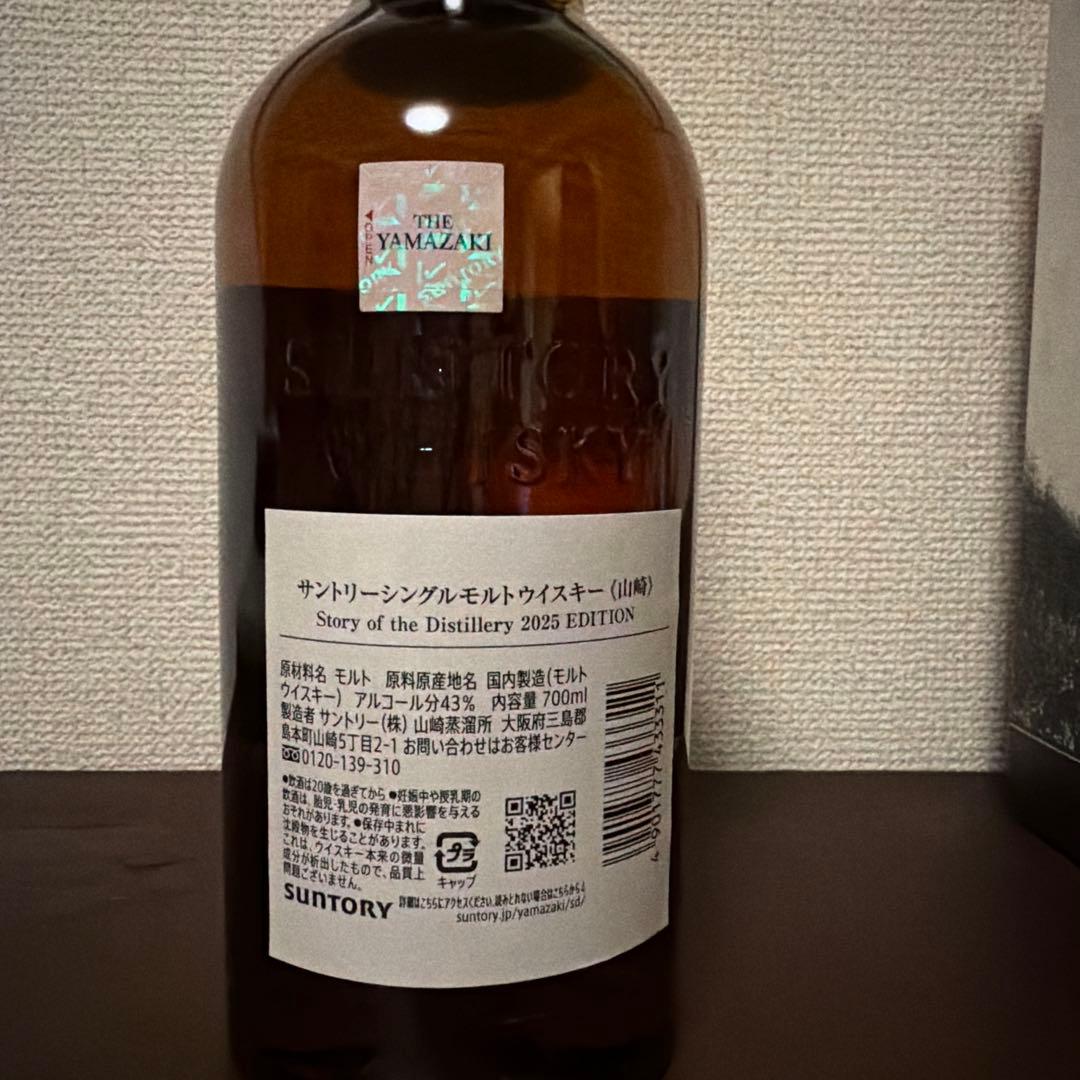 THE
YAMAZAKI
OPEN
SUNTORY
WHISKY
サントリーシングルモルトウイスキー《山崎》
Story of the Distillery 2025 EDITION
原材料名 モルト 原料原産地名 国内製造(モルト
ウイスキー) アルコール分43% 内容量 700ml
製造者 サントリー(株) 山崎蒸溜所 大阪府三島郡
島本町山崎5丁目2-1 お問い合わせはお客様センター
0120-139-310
●飲酒は20歳を過ぎてから ●妊娠中や授乳期の
飲酒は、胎児・乳児の発育に悪影響を与える
おそれがあります。●保存中まれに
沈殿物を生じることがあります。
これは、ウイスキー本来の微量
成分が析出したもので、品質上
問題ございません。
プラ
キャップ
SUNTORY
詳細はこちらにアクセスください。読みとれない場合はこちらから↓
suntory.jp/yamazaki/sd/
4 901777 433311